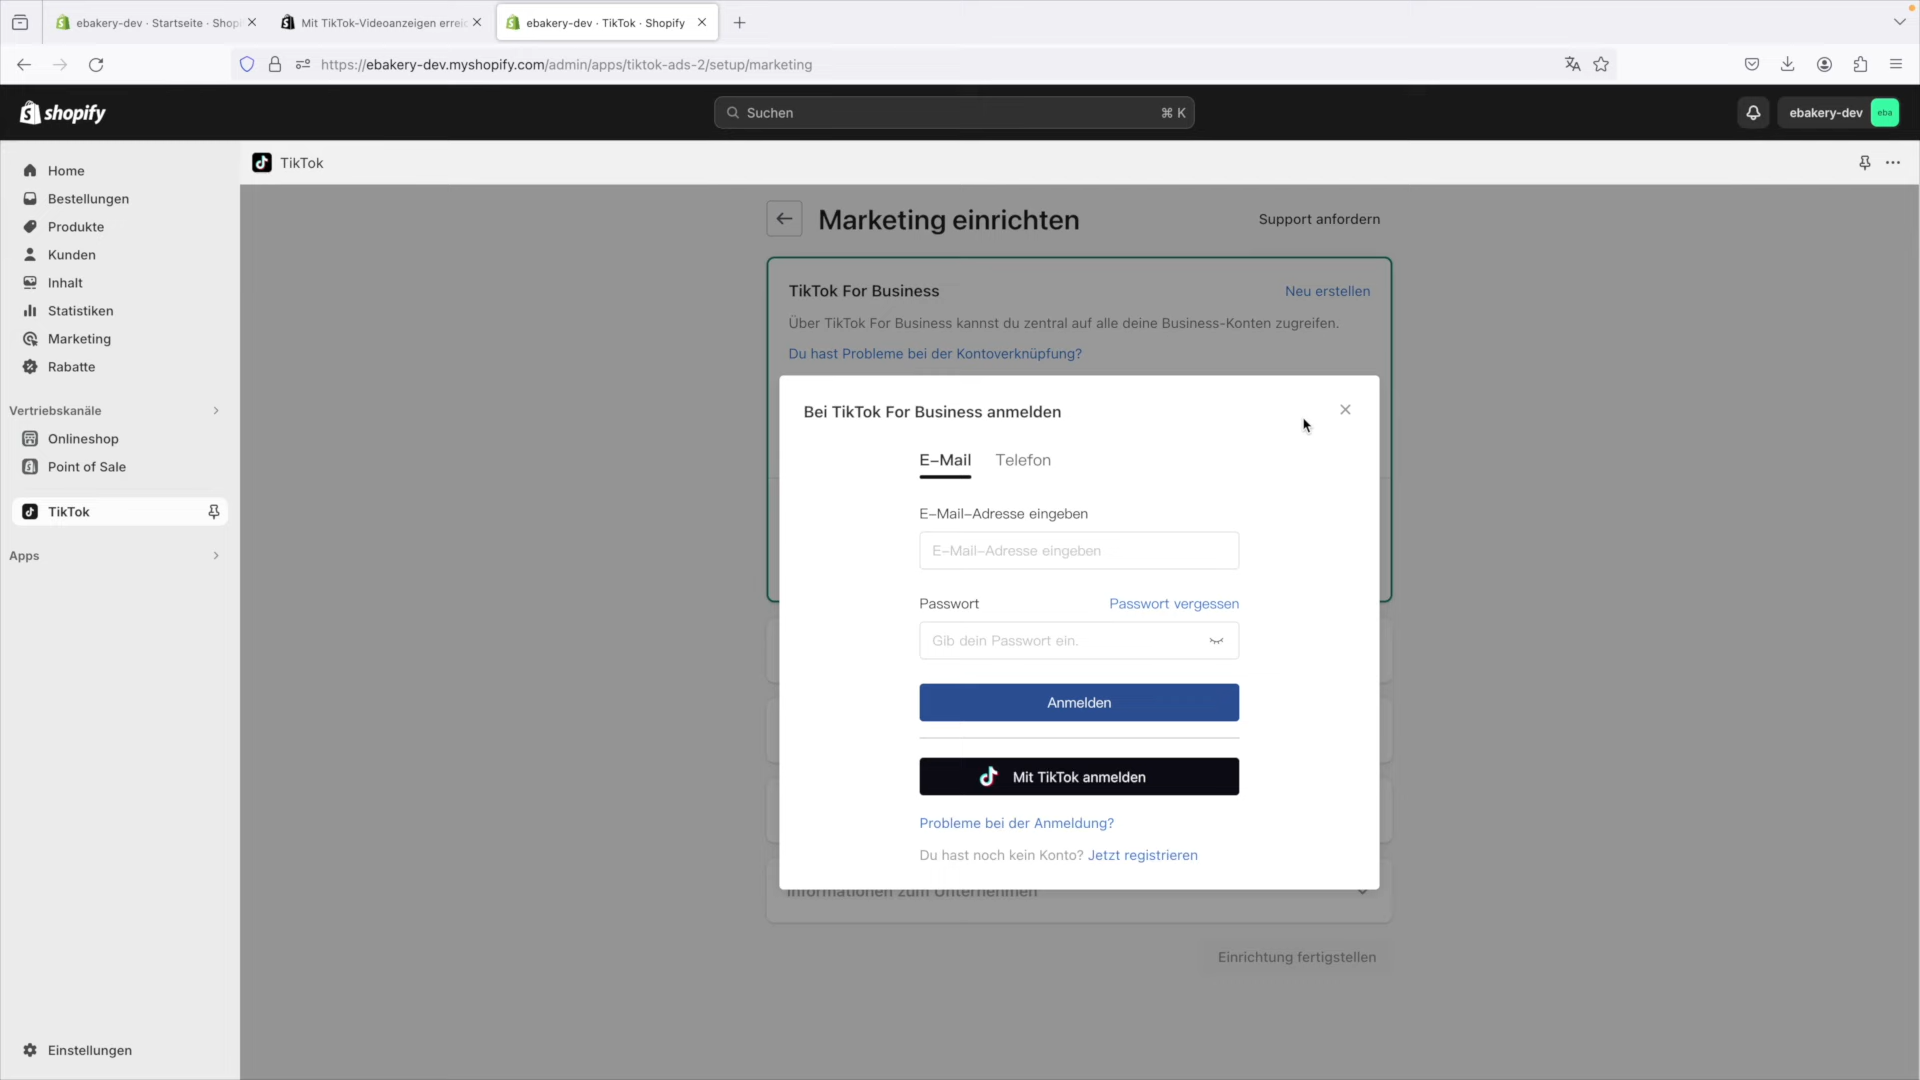 ebakery-dev · Startseite · Shopi
Mit TikTok-Videoanzeigen erreic
ebakery-dev · TikTok · Shopify
https://ebakery-dev.myshopify.com/admin/apps/tiktok-ads-2/setup/marketing
shopify
Suchen
⌘ K
ebakery-dev
eba
Home
Bestellungen
Produkte
Kunden
Inhalt
Statistiken
Marketing
Rabatte
Vertriebskanäle
Onlineshop
Point of Sale
TikTok
Apps
Einstellungen
TikTok
Marketing einrichten
Support anfordern
TikTok For Business
Neu erstellen
Über TikTok For Business kannst du zentral auf alle deine Business-Konten zugreifen.
Du hast Probleme bei der Kontoverknüpfung?
Bei TikTok For Business anmelden
E-Mail
Telefon
E-Mail-Adresse eingeben
E-Mail-Adresse eingeben
Passwort
Passwort vergessen
Gib dein Passwort ein.
Anmelden
Mit TikTok anmelden
Probleme bei der Anmeldung?
Du hast noch kein Konto? Jetzt registrieren
Informationen zum Unternehmen
Einrichtung fertigstellen